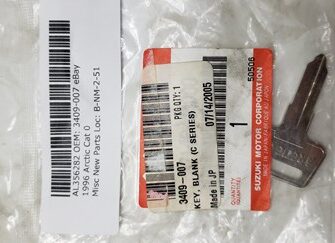 AL356282 OEM: 3409-007 eBay
1996 Arctic Cat 0
Misc New Parts Loc: B-NM-2-51
3409-007
PKG QTY: 1
KEY, BLANK (C SERIES)
07/14/2005
Made in JP
1
QUANTITY
50506
SUZUKI MOTOR CORPORATION